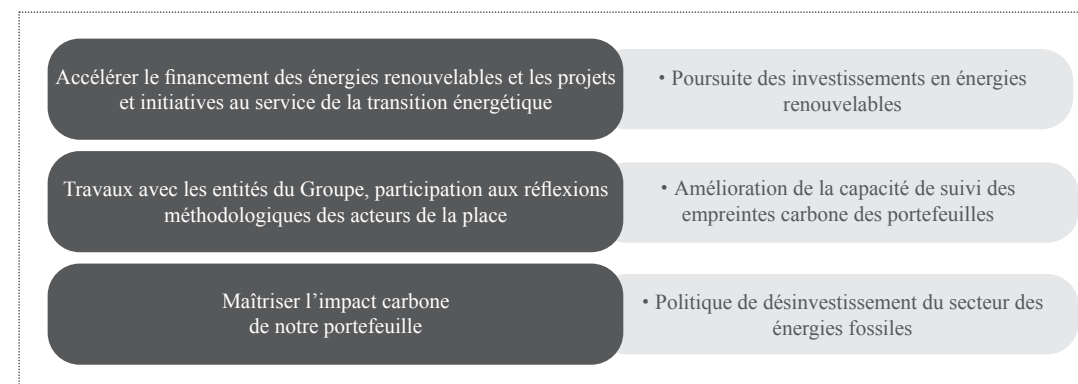 Accélérer le financement des énergies renouvelables et les projets
et initiatives au service de la transition énergétique
• Poursuite des investissements en énergies
renouvelables
Travaux avec les entités du Groupe, participation aux réflexions
méthodologiques des acteurs de la place
• Amélioration de la capacité de suivi des
empreintes carbone des portefeuilles
Maîtriser l’impact carbone
de notre portefeuille
• Politique de désinvestissement du secteur des
énergies fossiles